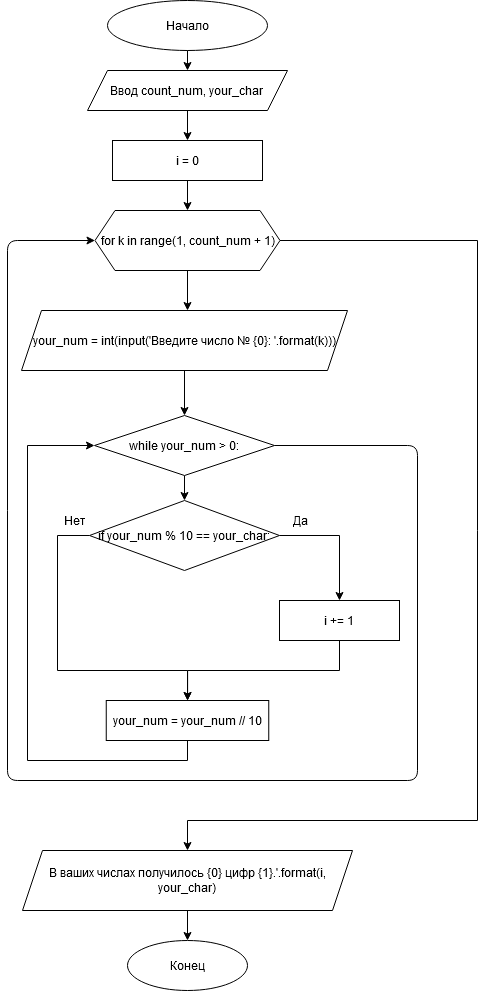 Начало
Ввод count_num, your_char
i = 0
for k in range(1, count_num + 1)
your_num = int(input('Введите число № {0}: '.format(k)))
while your_num > 0:
Нет
Да
if your_num % 10 == your_char:
i += 1
your_num = your_num // 10
В ваших числах получилось {0} цифр {1}.'.format(i,
your_char)
Конец